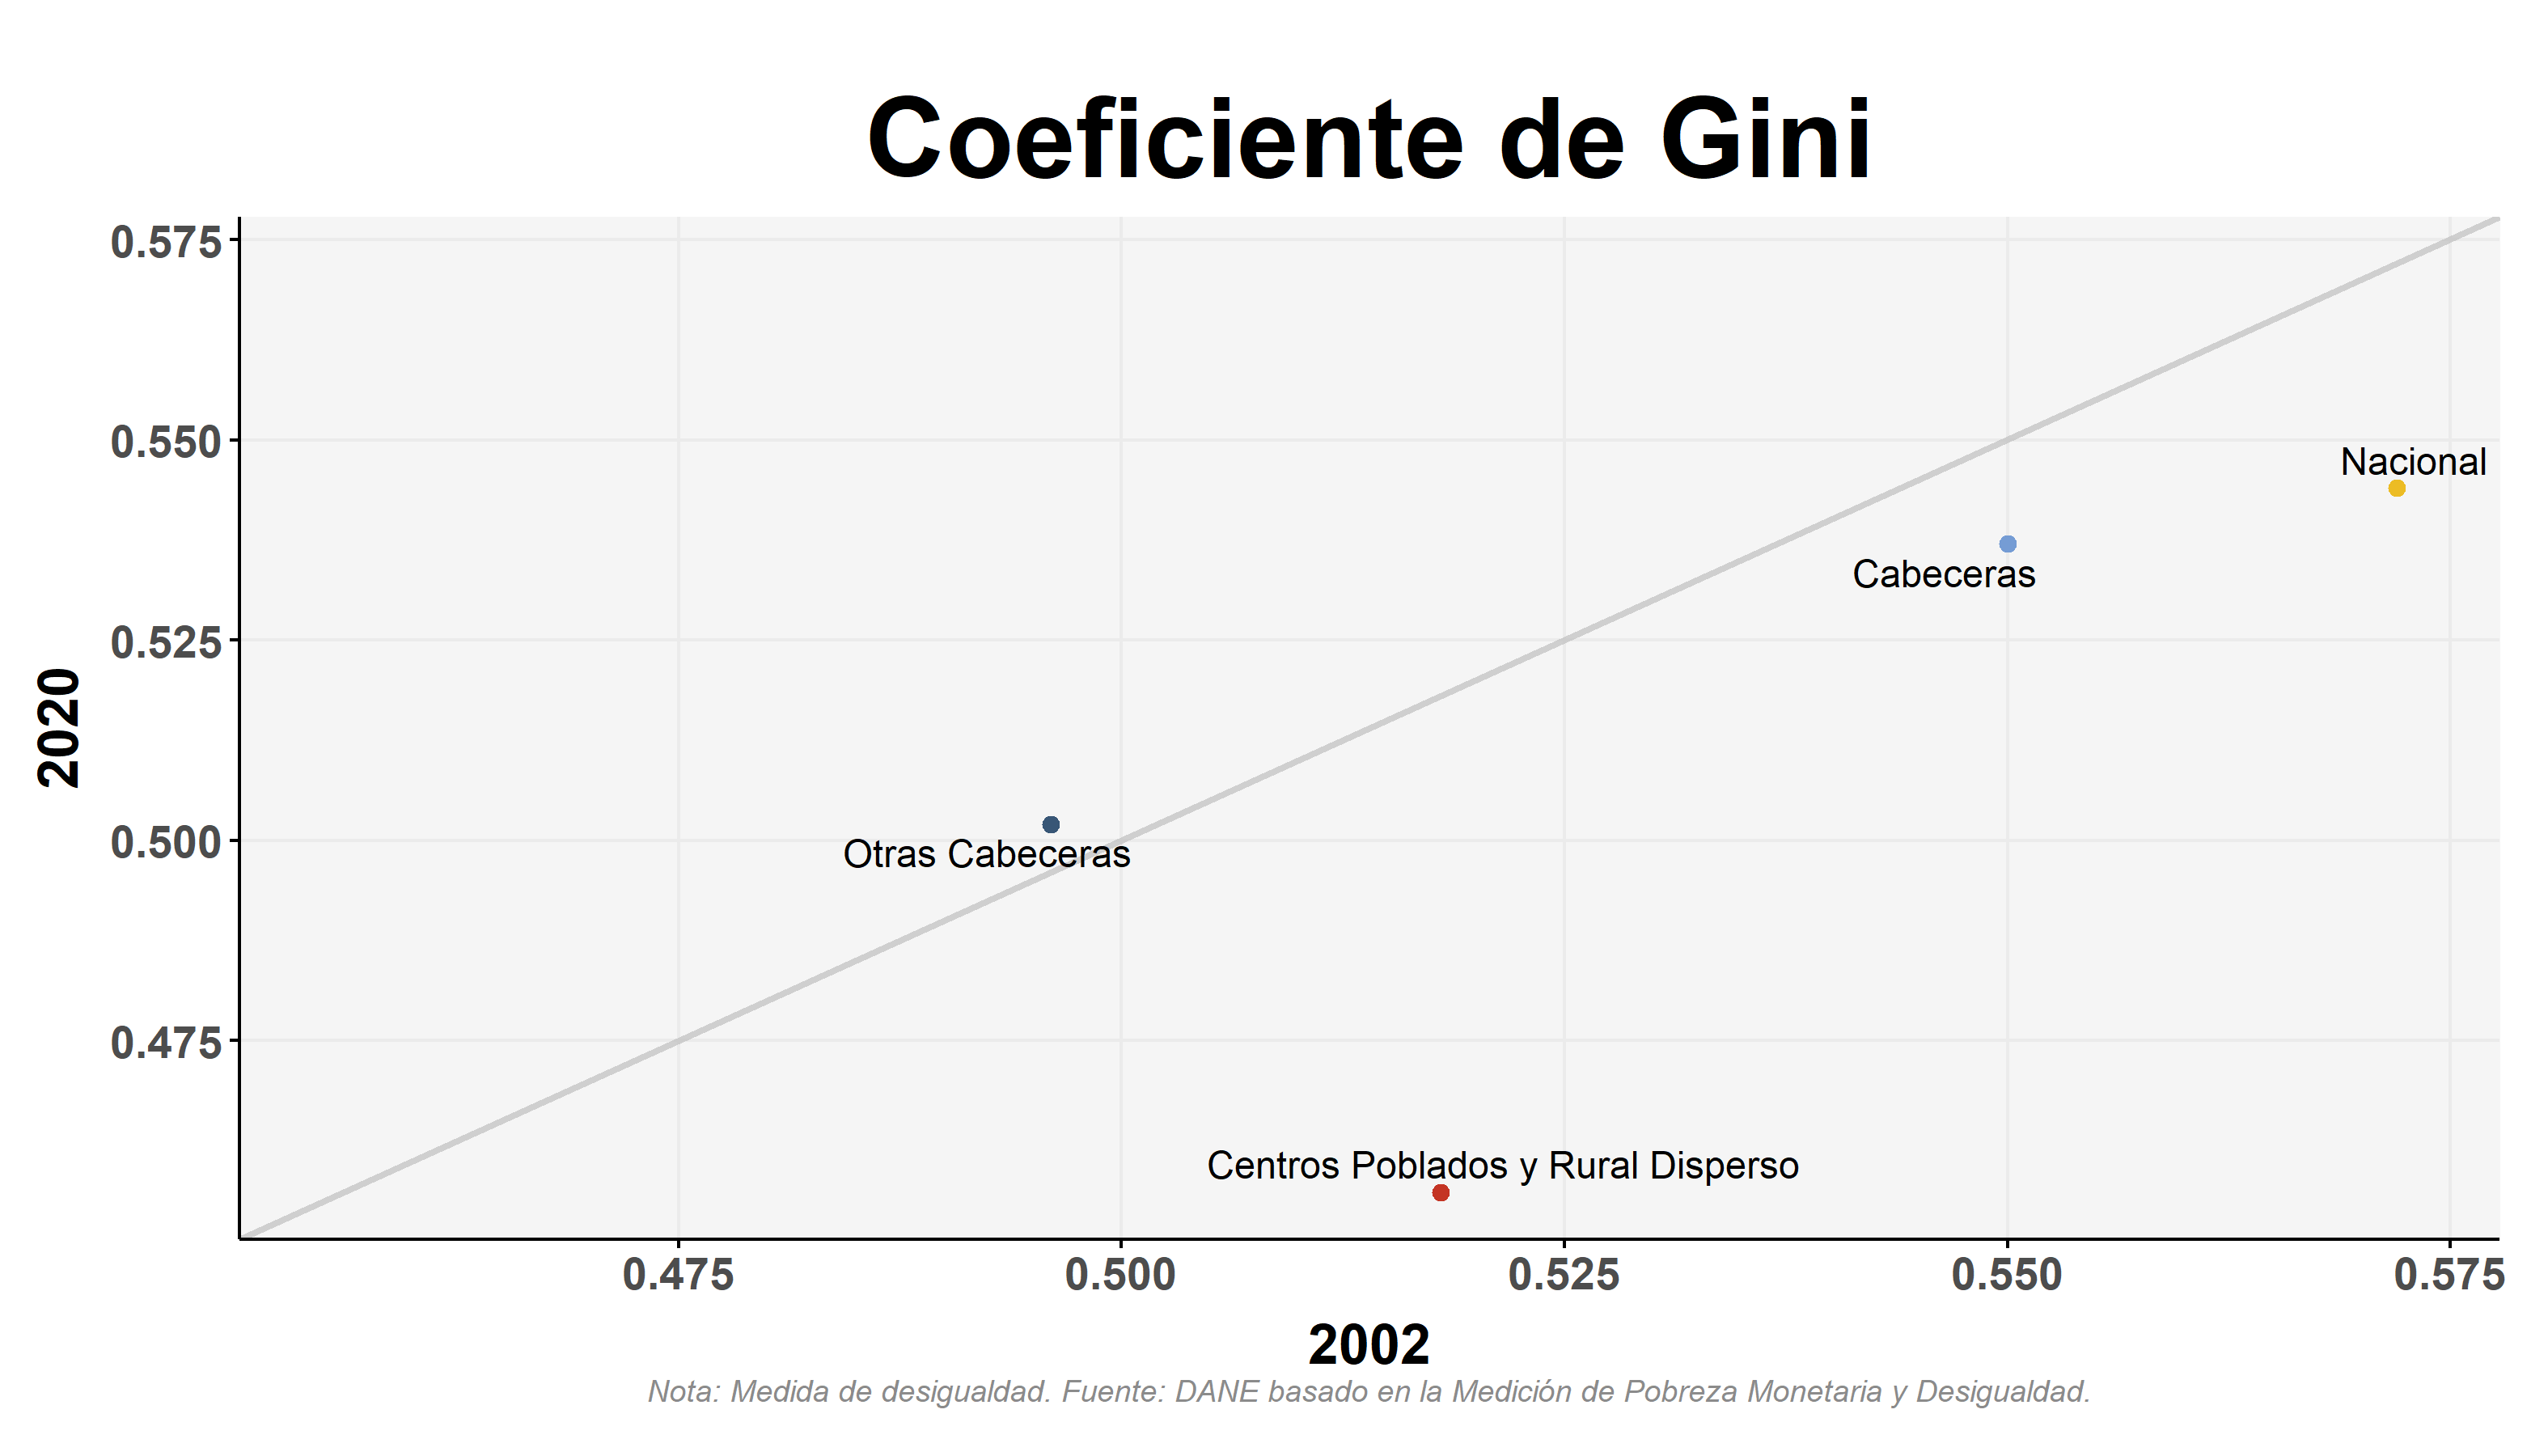 Coeficiente de Gini
0.575
0.550
0.525
0.500
0.475
2020
Nacional
Cabeceras
Otras Cabeceras
Centros Poblados y Rural Disperso
0.475 0.500 0.525 0.550 0.575
2002
Nota: Medida de desigualdad. Fuente: DANE basado en la Medición de Pobreza Monetaria y Desigualdad.